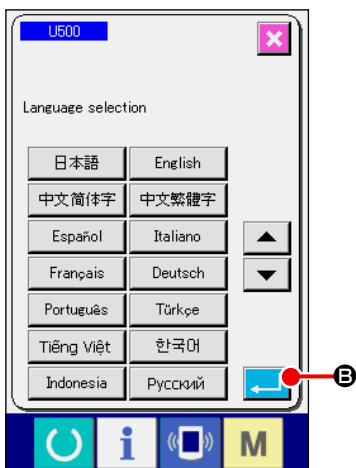 U500
Language selection
日本語 English
中文简体字 中文繁體字
Español Italiano
Français Deutsch
Português Türkçe
Tiếng Việt 한국어
Indonesia Русский
B
i M